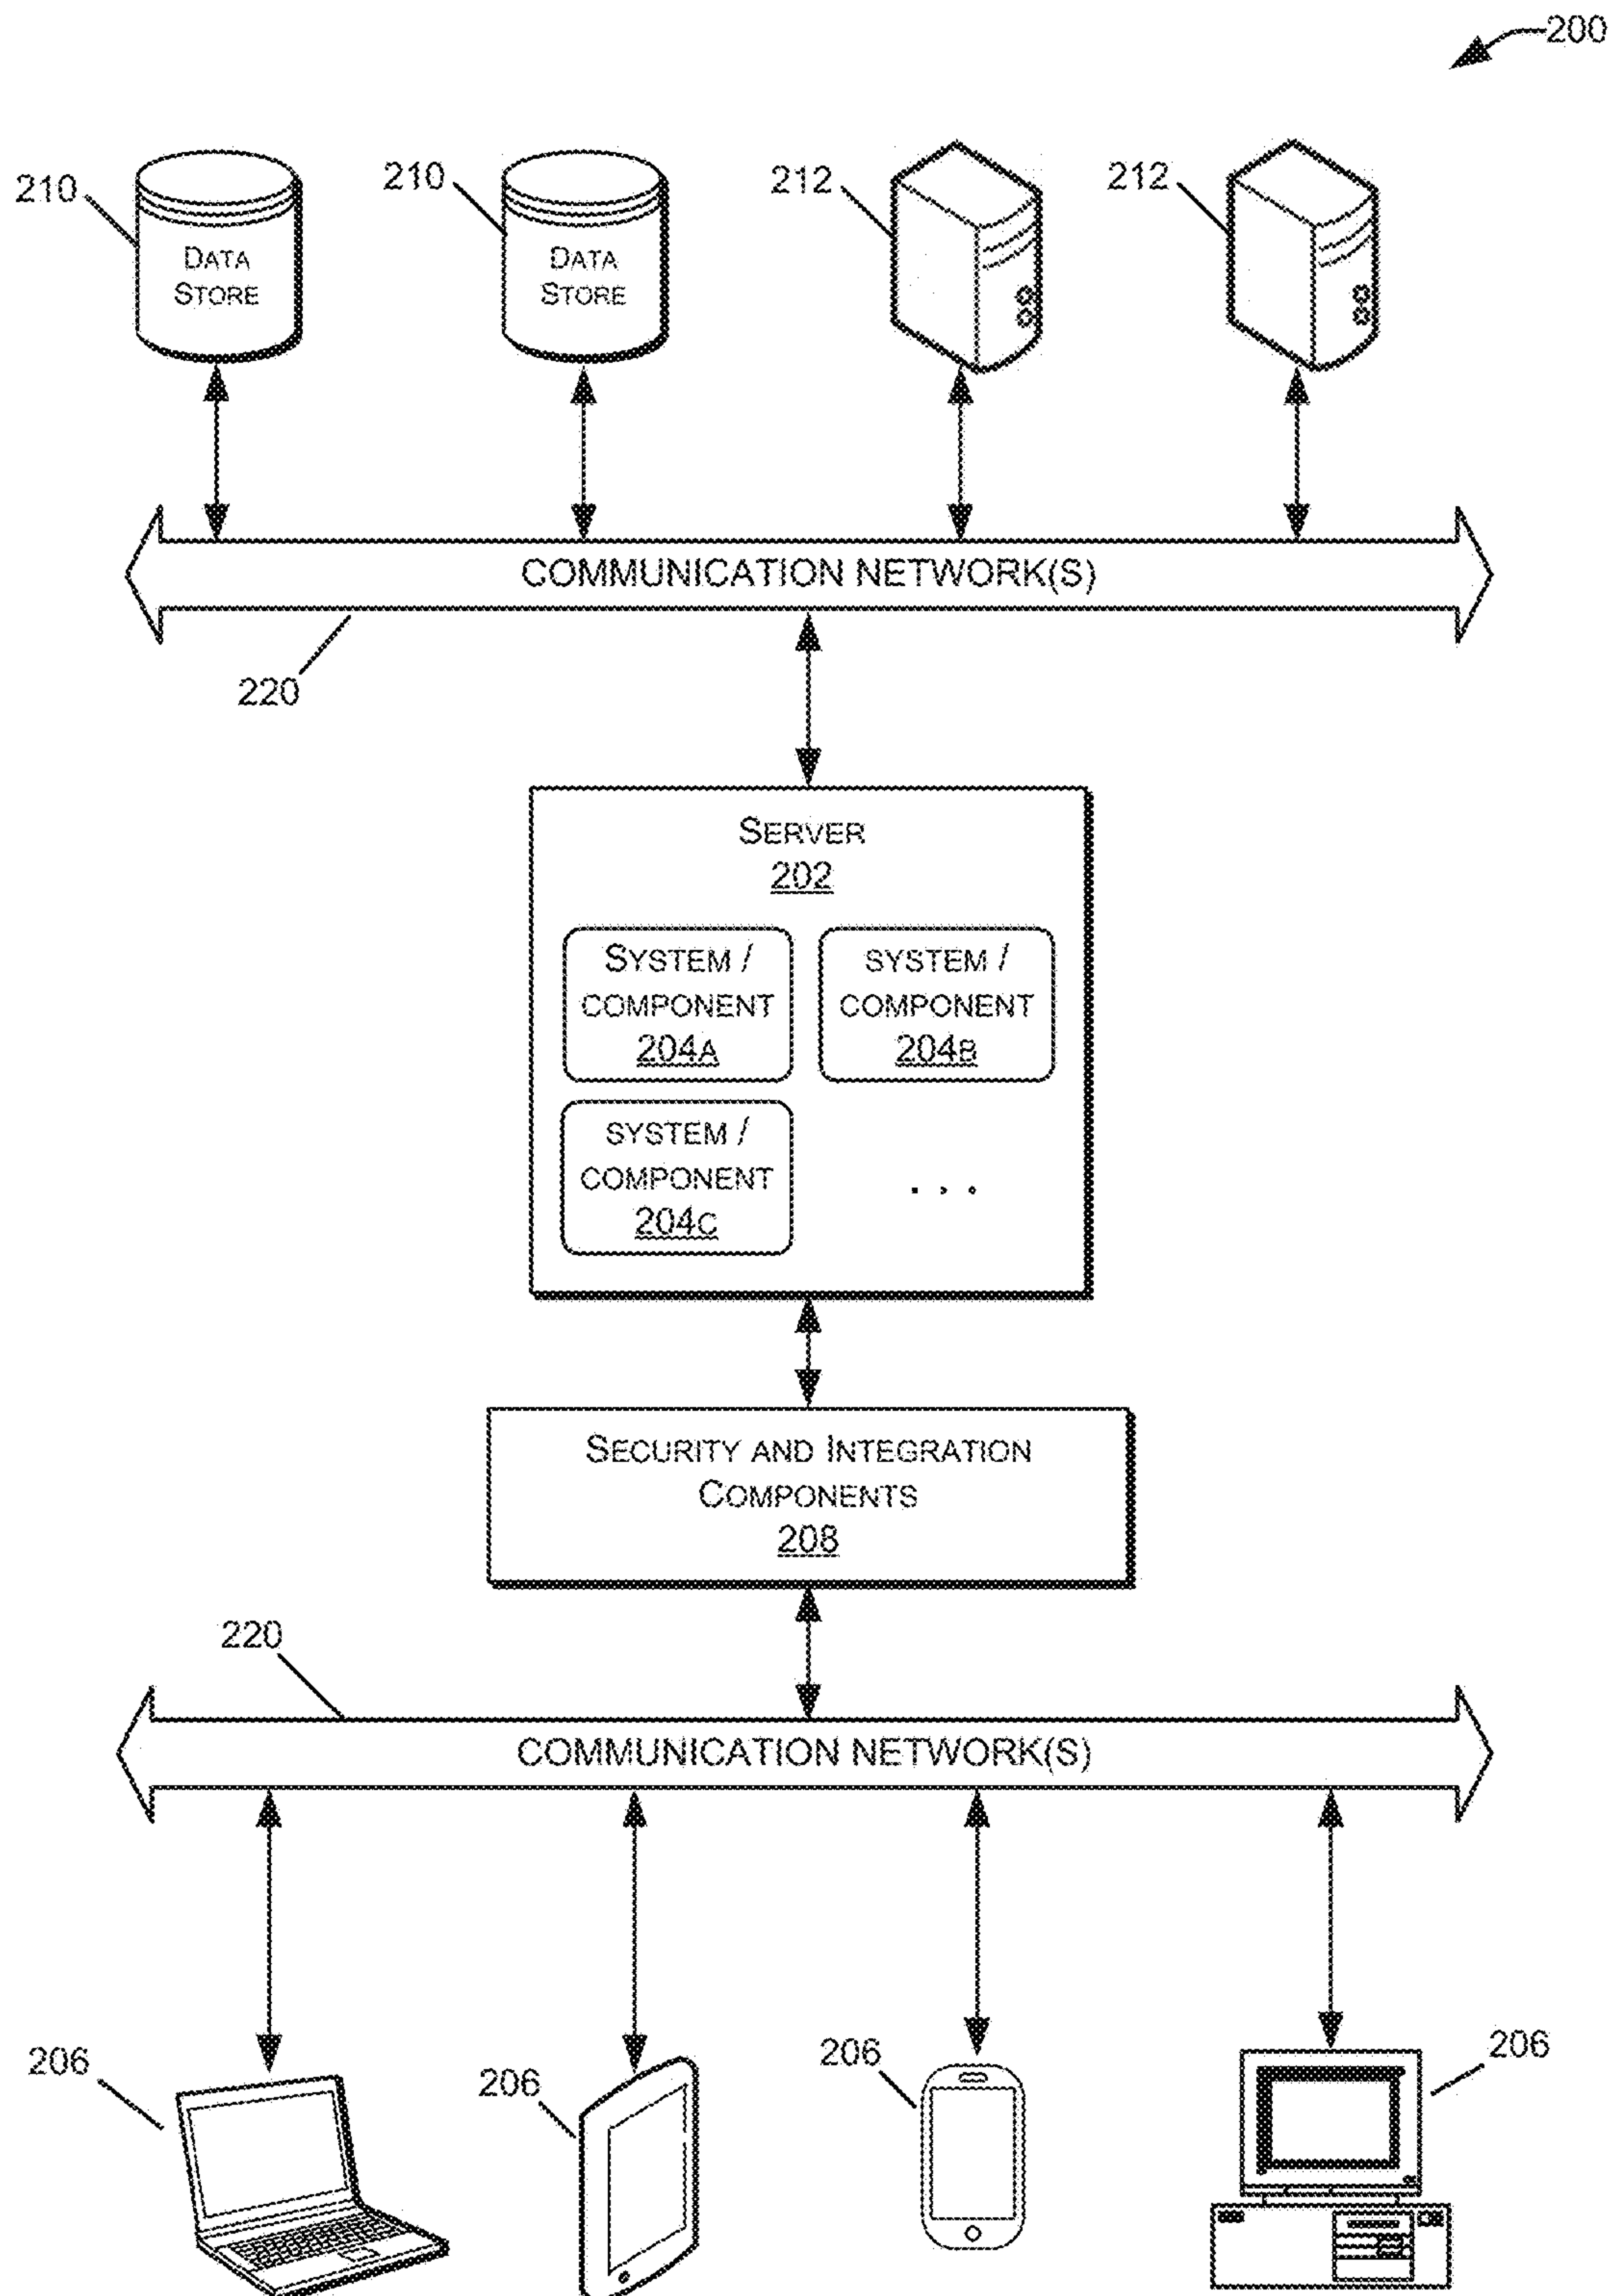 200
210
210
212
212
DATA
STORE
DATA
STORE
COMMUNICATION NETWORK(S)
220
SERVER
202
SYSTEM /
COMPONENT
204A
SYSTEM /
COMPONENT
204B
SYSTEM /
COMPONENT
204C
. . .
SECURITY AND INTEGRATION
COMPONENTS
208
220
COMMUNICATION NETWORK(S)
206
206
206
206